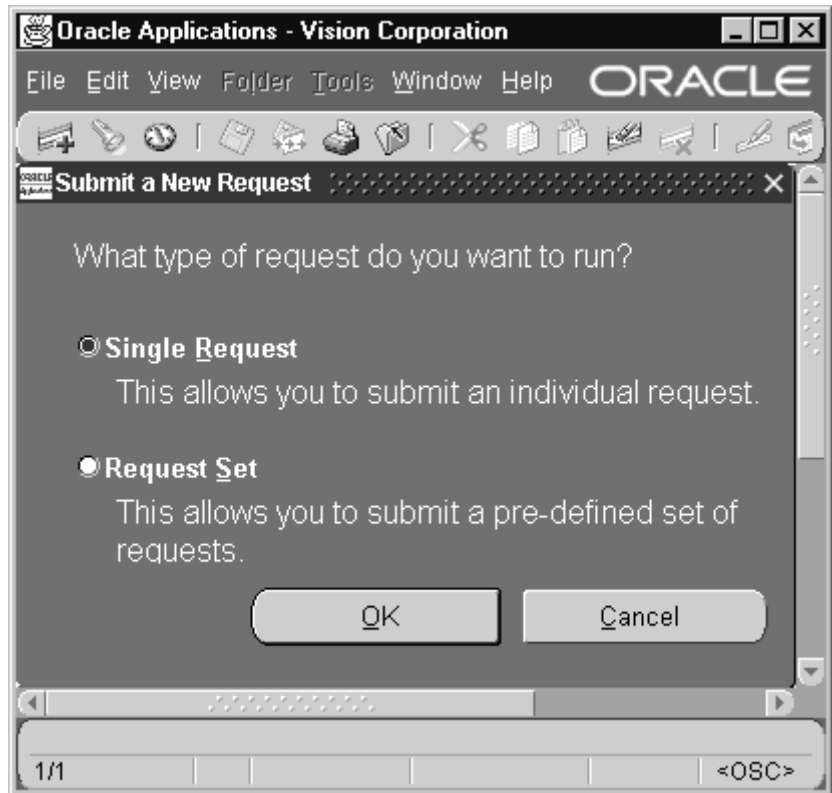 Oracle Applications - Vision Corporation
File Edit View Folder Tools Window Help ORACLE
Submit a New Request
What type of request do you want to run?
Single Request
This allows you to submit an individual request.
Request Set
This allows you to submit a pre-defined set of
requests.
OK Cancel
1/1 <OSC>